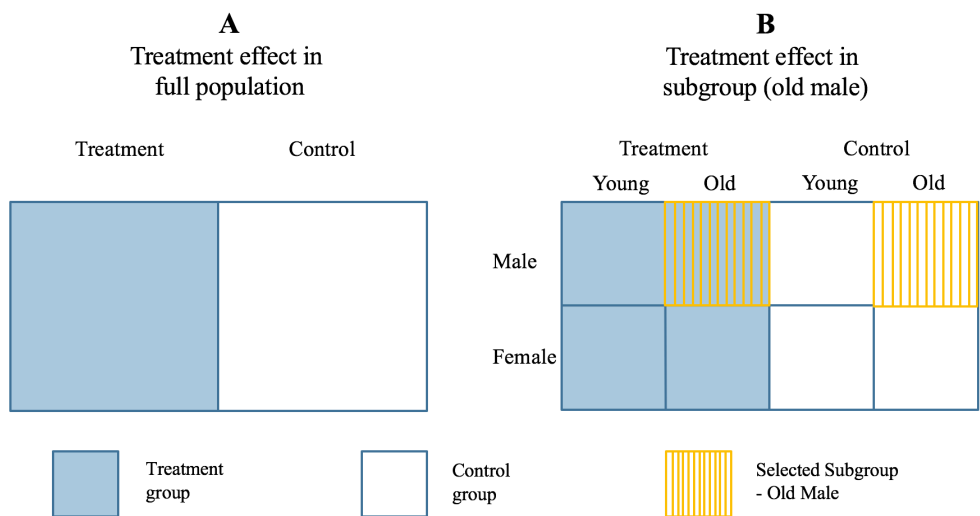 A
Treatment effect in
full population
Treatment Control
B
Treatment effect in
subgroup (old male)
Treatment Control
Young Old Young Old
Male
Female
Treatment
group
Control
group
Selected Subgroup
- Old Male